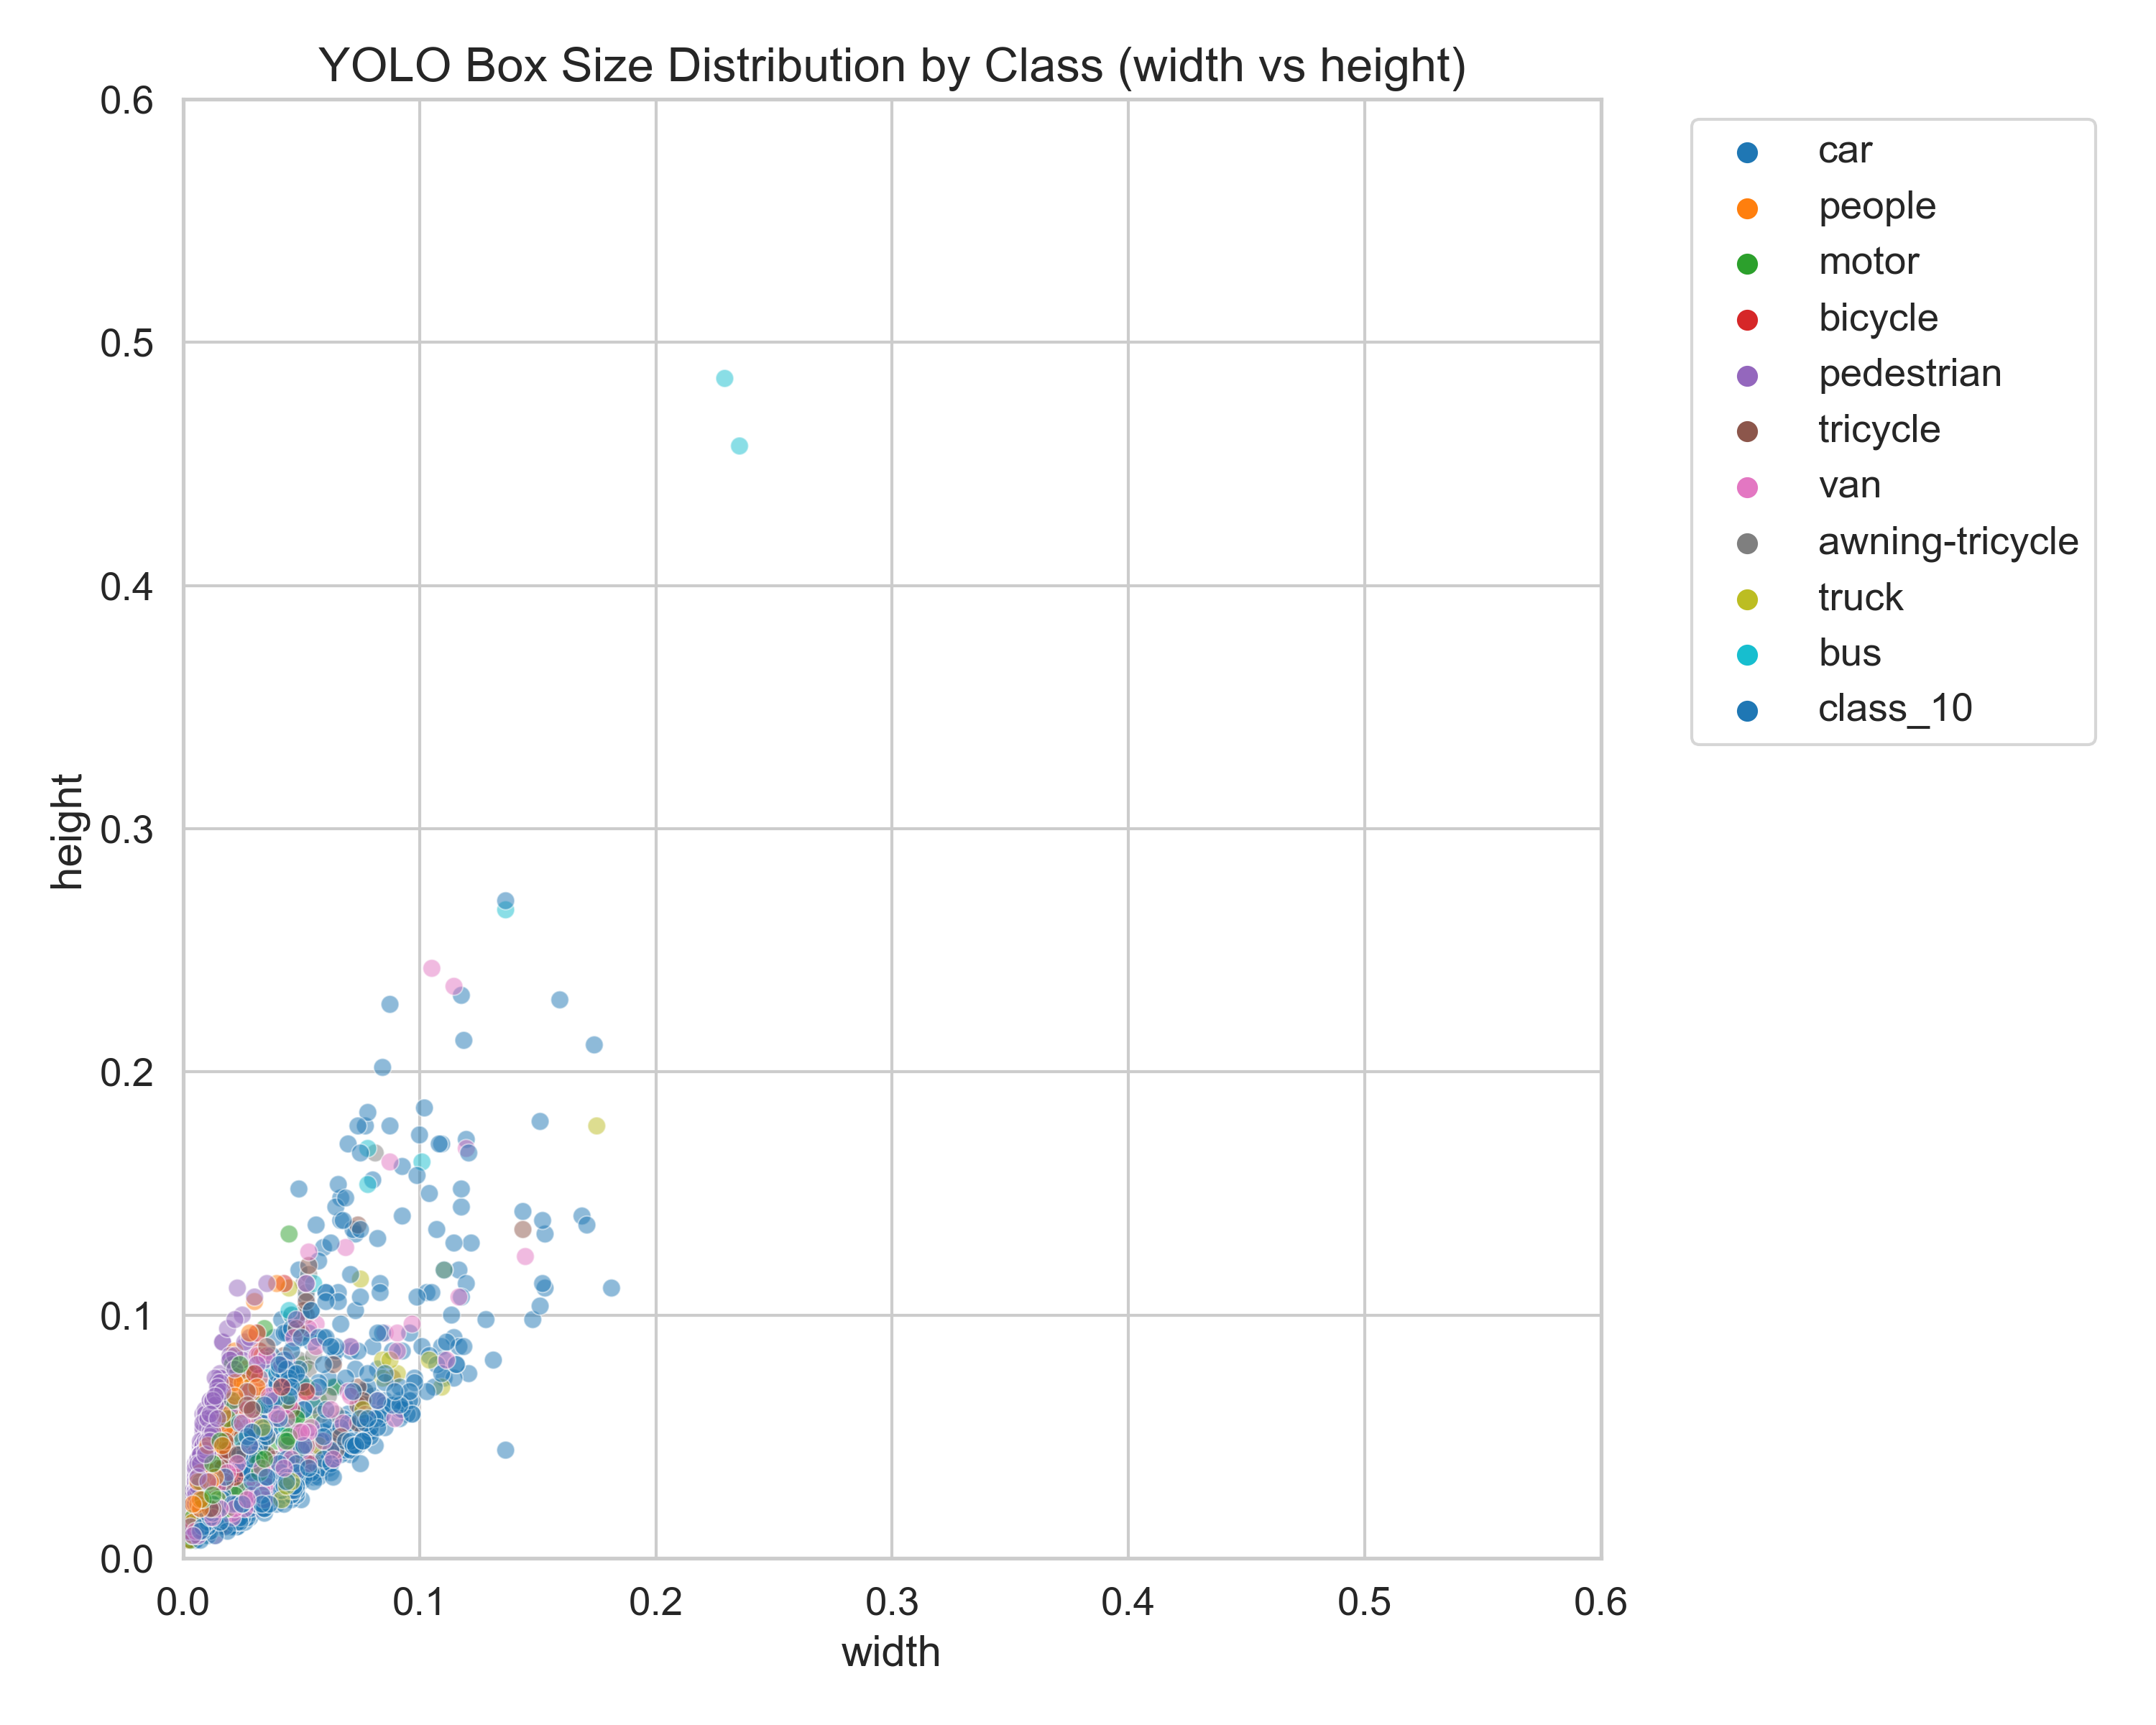 YOLO Box Size Distribution by Class (width vs height)
0.6
0.5
0.4
0.3
0.2
0.1
0.0
height
0.0 0.1 0.2 0.3 0.4 0.5 0.6
width
car
people
motor
bicycle
pedestrian
tricycle
van
awning-tricycle
truck
bus
class_10